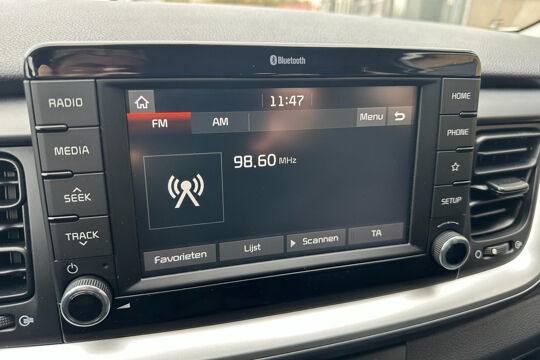 Bluetooth
RADIO
MEDIA
SEEK
TRACK
11:47
FM AM Menu
98.60 MHz
Favorieten Lijst Scannen TA
HOME
PHONE
SETUP